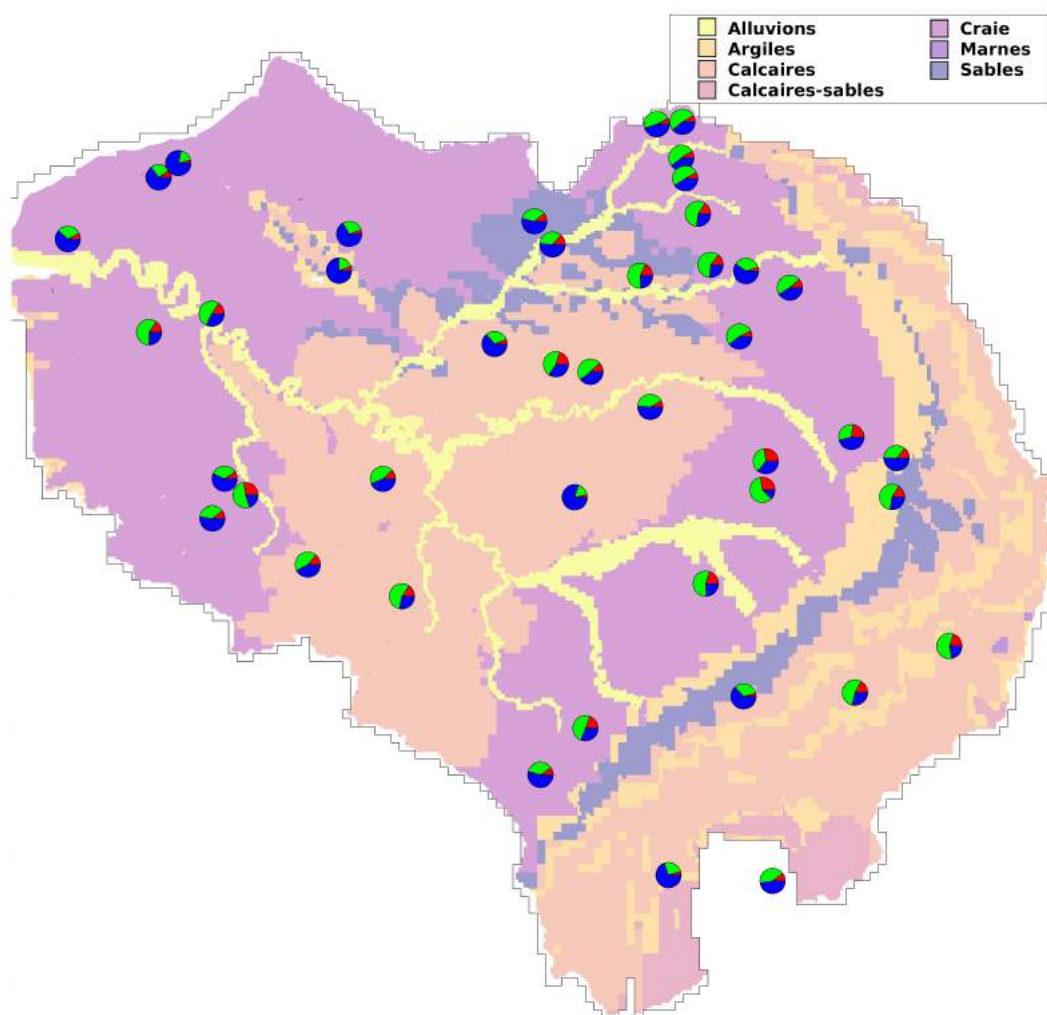 Alluvions
Argiles
Calcaires
Calcaires-sables
Craie
Marnes
Sables